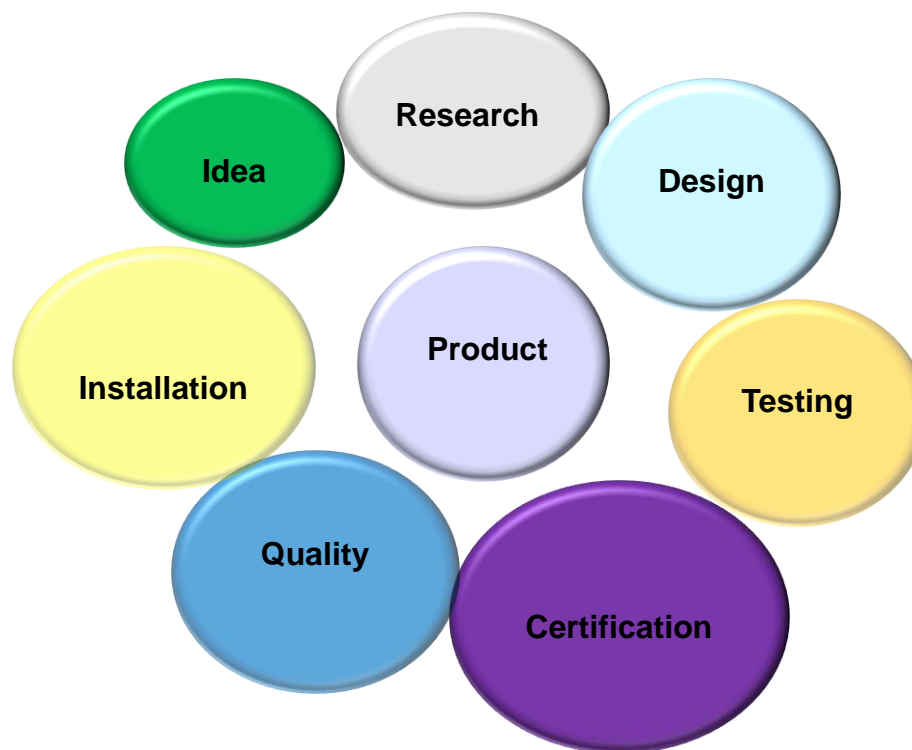 Research
Idea
Design
Product
Installation
Testing
Quality
Certification